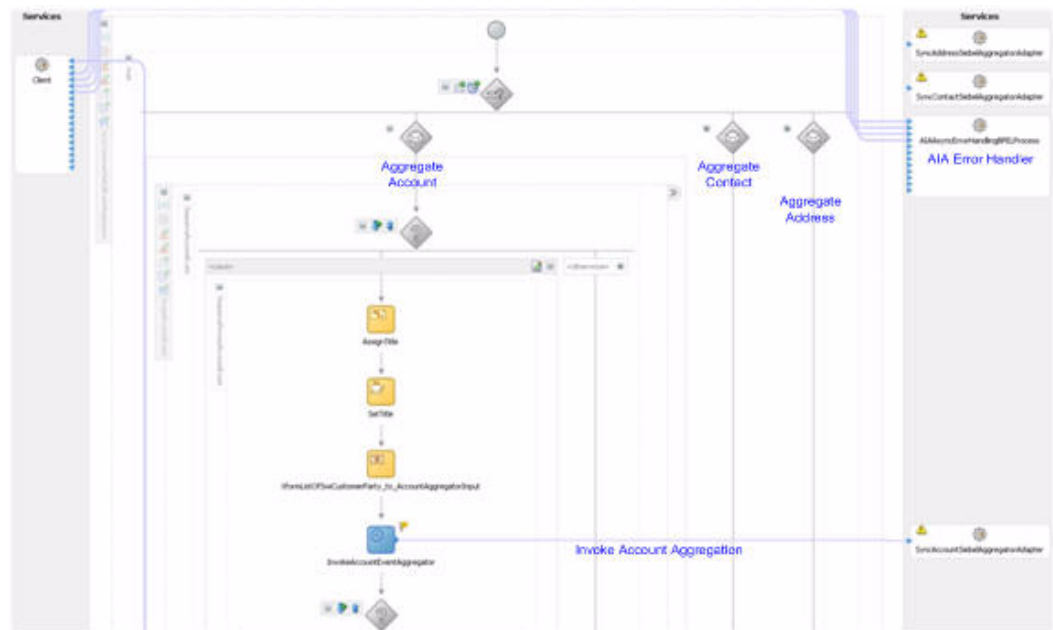 Services
Client
Aggregate
Account
Aggregate
Contact
Aggregate
Address
AssignTitle
SetTitle
XformListOfSwiCustomerParty_to_AccountAggregatorInput
InvokeAccountEventAggregator
Invoke Account Aggregation
Services
SyncAddressSiebelAggregatorAdapter
SyncContactSiebelAggregatorAdapter
AIAAsyncErrorHandlingBPELProcess
AIA Error Handler
SyncAccountSiebelAggregatorAdapter